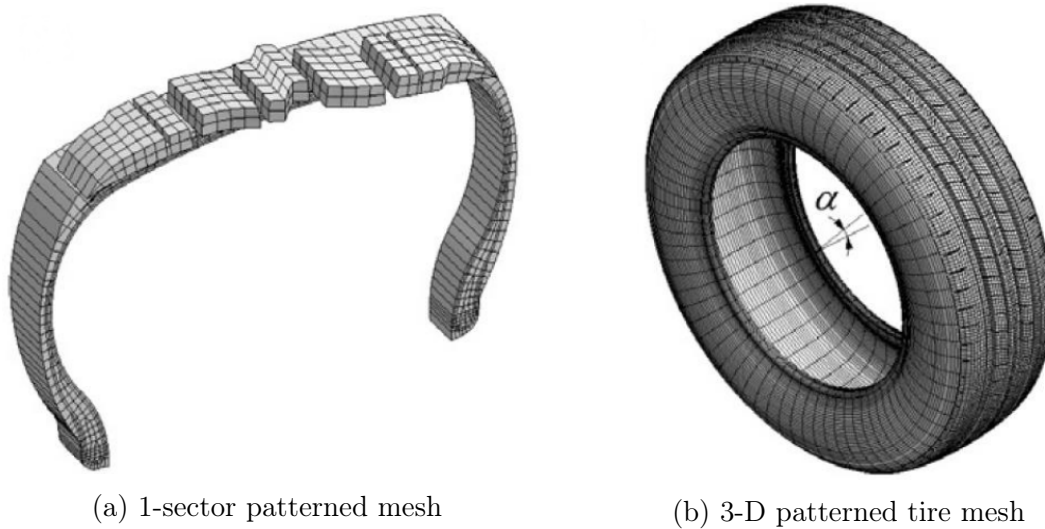 α
(a) 1-sector patterned mesh
(b) 3-D patterned tire mesh